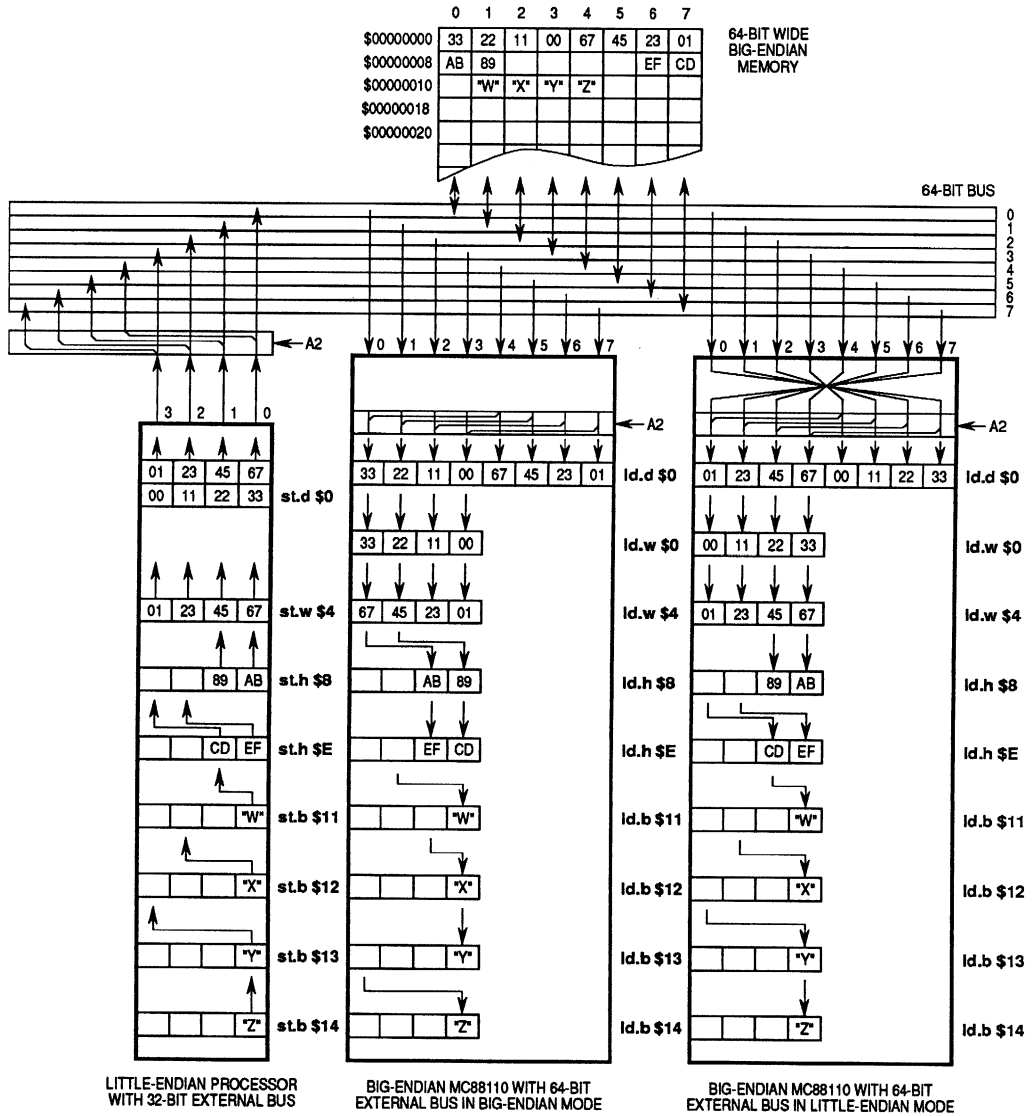 0 1 2 3 4 5 6 7
64-BIT WIDE
BIG-ENDIAN
MEMORY
$00000000 33 22 11 00 67 45 23 01
$00000008 AB 89 EF CD
$00000010 "W" "X" "Y" "Z"
$00000018
$00000020
64-BIT BUS
0
1
2
3
4
5
6
7
A2
0 1 2 3 4 5 6 7
0 1 2 3 4 5 6 7
3 2 1 0
A2
A2
01 23 45 67
00 11 22 33
st.d $0
33 22 11 00 67 45 23 01 ld.d $0
01 23 45 67 00 11 22 33 ld.d $0
33 22 11 00 ld.w $0
00 11 22 33 ld.w $0
01 23 45 67 st.w $4
67 45 23 01 ld.w $4
01 23 45 67 ld.w $4
89 AB st.h $8
AB 89 ld.h $8
89 AB ld.h $8
CD EF st.h $E
EF CD ld.h $E
CD EF ld.h $E
"W" st.b $11
"W" ld.b $11
"W" ld.b $11
"X" st.b $12
"X" ld.b $12
"X" ld.b $12
"Y" st.b $13
"Y" ld.b $13
"Y" ld.b $13
"Z" st.b $14
"Z" ld.b $14
"Z" ld.b $14
LITTLE-ENDIAN PROCESSOR
WITH 32-BIT EXTERNAL BUS
BIG-ENDIAN MC88110 WITH 64-BIT
EXTERNAL BUS IN BIG-ENDIAN MODE
BIG-ENDIAN MC88110 WITH 64-BIT
EXTERNAL BUS IN LITTLE-ENDIAN MODE